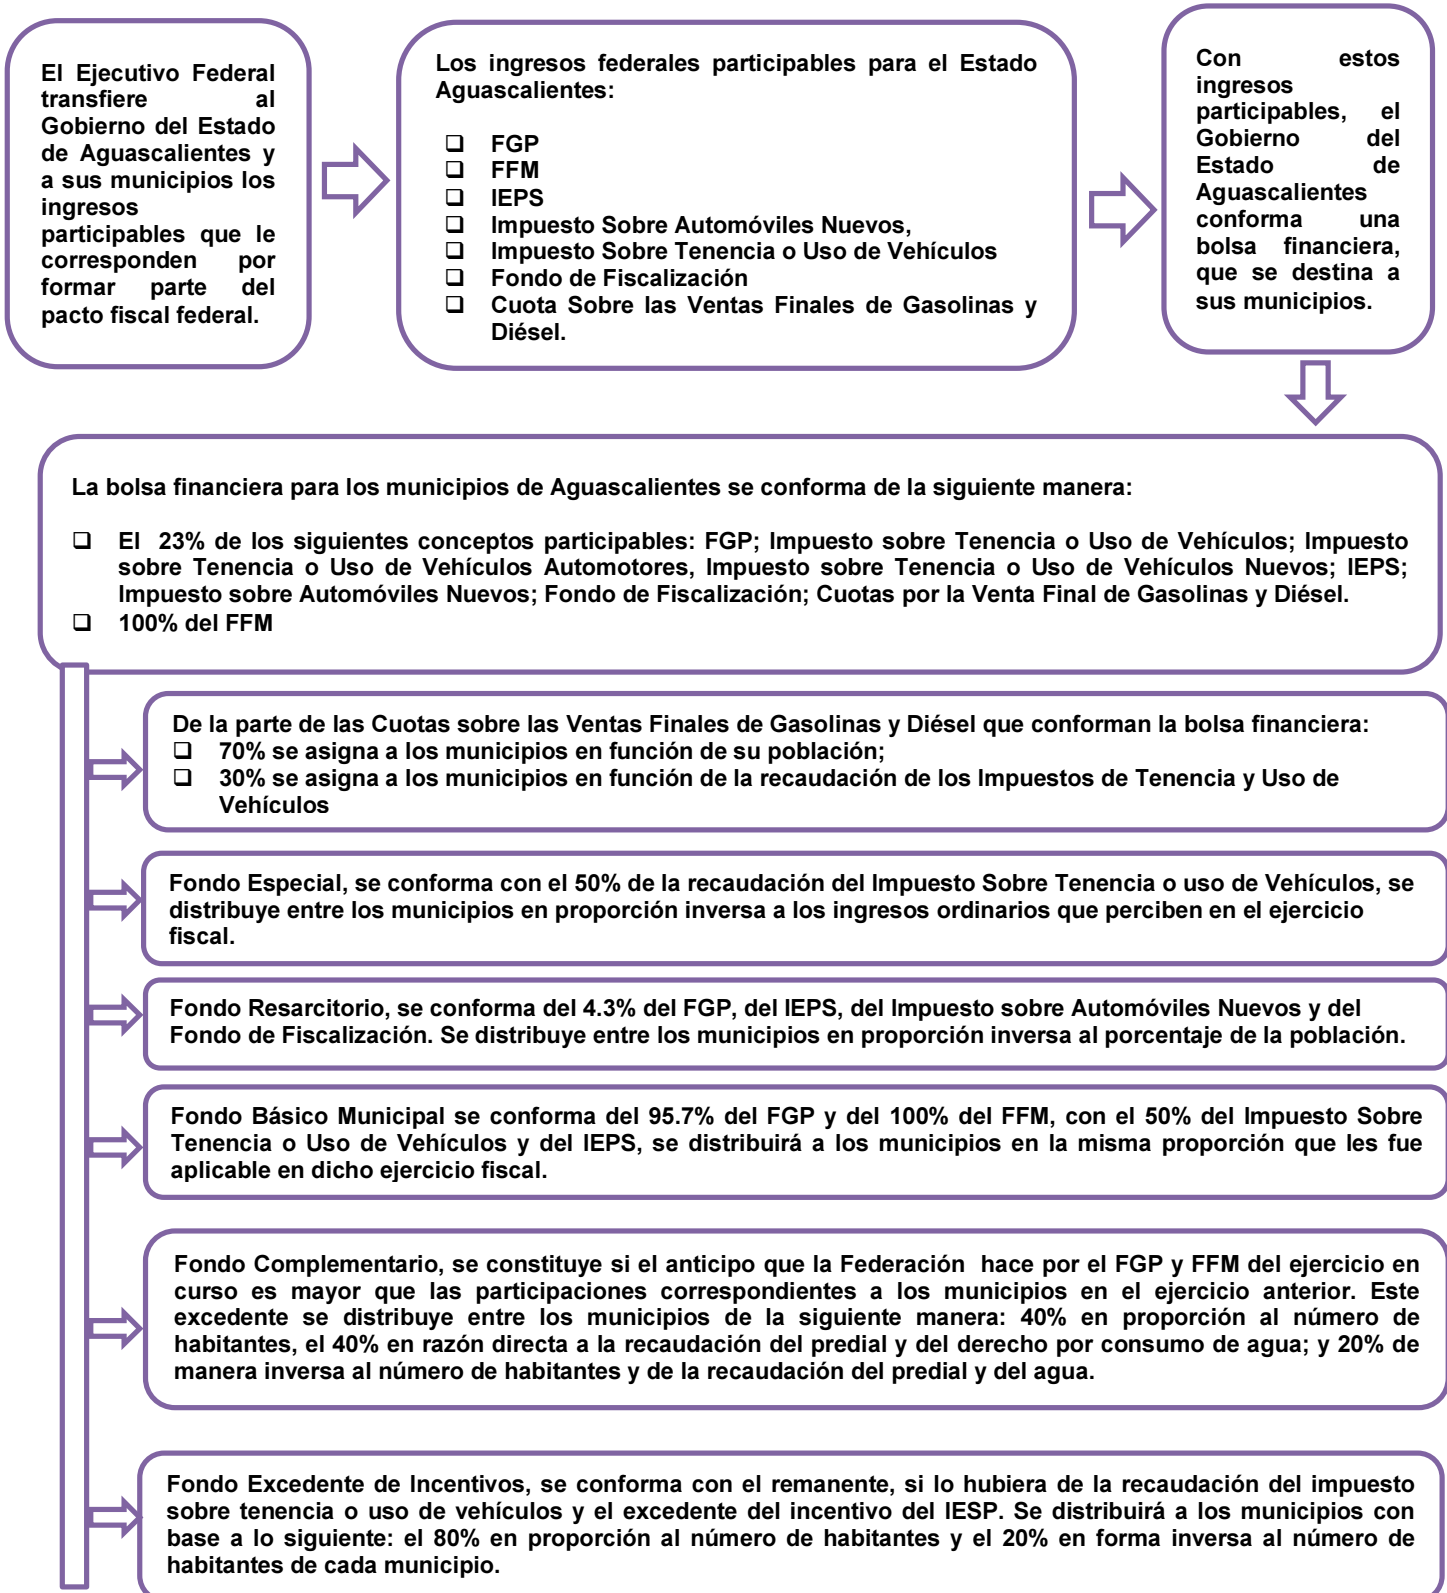 El Ejecutivo Federal
transfiere al
Gobierno del Estado
de Aguascalientes y
a sus municipios los
ingresos
participables que le
corresponden por
formar parte del
pacto fiscal federal.
Los ingresos federales participables para el Estado
Aguascalientes:
❑ FGP
❑ FFM
❑ IEPS
❑ Impuesto Sobre Automóviles Nuevos,
❑ Impuesto Sobre Tenencia o Uso de Vehículos
❑ Fondo de Fiscalización
❑ Cuota Sobre las Ventas Finales de Gasolinas y
Diésel.
Con estos
ingresos
participables, el
Gobierno del
Estado de
Aguascalientes
conforma una
bolsa financiera,
que se destina a
sus municipios.
La bolsa financiera para los municipios de Aguascalientes se conforma de la siguiente manera:
❑ El 23% de los siguientes conceptos participables: FGP; Impuesto sobre Tenencia o Uso de Vehículos; Impuesto
sobre Tenencia o Uso de Vehículos Automotores, Impuesto sobre Tenencia o Uso de Vehículos Nuevos; IEPS;
Impuesto sobre Automóviles Nuevos; Fondo de Fiscalización; Cuotas por la Venta Final de Gasolinas y Diésel.
❑ 100% del FFM
De la parte de las Cuotas sobre las Ventas Finales de Gasolinas y Diésel que conforman la bolsa financiera:
❑ 70% se asigna a los municipios en función de su población;
❑ 30% se asigna a los municipios en función de la recaudación de los Impuestos de Tenencia y Uso de
Vehículos
Fondo Especial, se conforma con el 50% de la recaudación del Impuesto Sobre Tenencia o uso de Vehículos, se
distribuye entre los municipios en proporción inversa a los ingresos ordinarios que perciben en el ejercicio
fiscal.
Fondo Resarcitorio, se conforma del 4.3% del FGP, del IEPS, del Impuesto sobre Automóviles Nuevos y del
Fondo de Fiscalización. Se distribuye entre los municipios en proporción inversa al porcentaje de la población.
Fondo Básico Municipal se conforma del 95.7% del FGP y del 100% del FFM, con el 50% del Impuesto Sobre
Tenencia o Uso de Vehículos y del IEPS, se distribuirá a los municipios en la misma proporción que les fue
aplicable en dicho ejercicio fiscal.
Fondo Complementario, se constituye si el anticipo que la Federación hace por el FGP y FFM del ejercicio en
curso es mayor que las participaciones correspondientes a los municipios en el ejercicio anterior. Este
excedente se distribuye entre los municipios de la siguiente manera: 40% en proporción al número de
habitantes, el 40% en razón directa a la recaudación del predial y del derecho por consumo de agua; y 20% de
manera inversa al número de habitantes y de la recaudación del predial y del agua.
Fondo Excedente de Incentivos, se conforma con el remanente, si lo hubiera de la recaudación del impuesto
sobre tenencia o uso de vehículos y el excedente del incentivo del IESP. Se distribuirá a los municipios con
base a lo siguiente: el 80% en proporción al número de habitantes y el 20% en forma inversa al número de
habitantes de cada municipio.